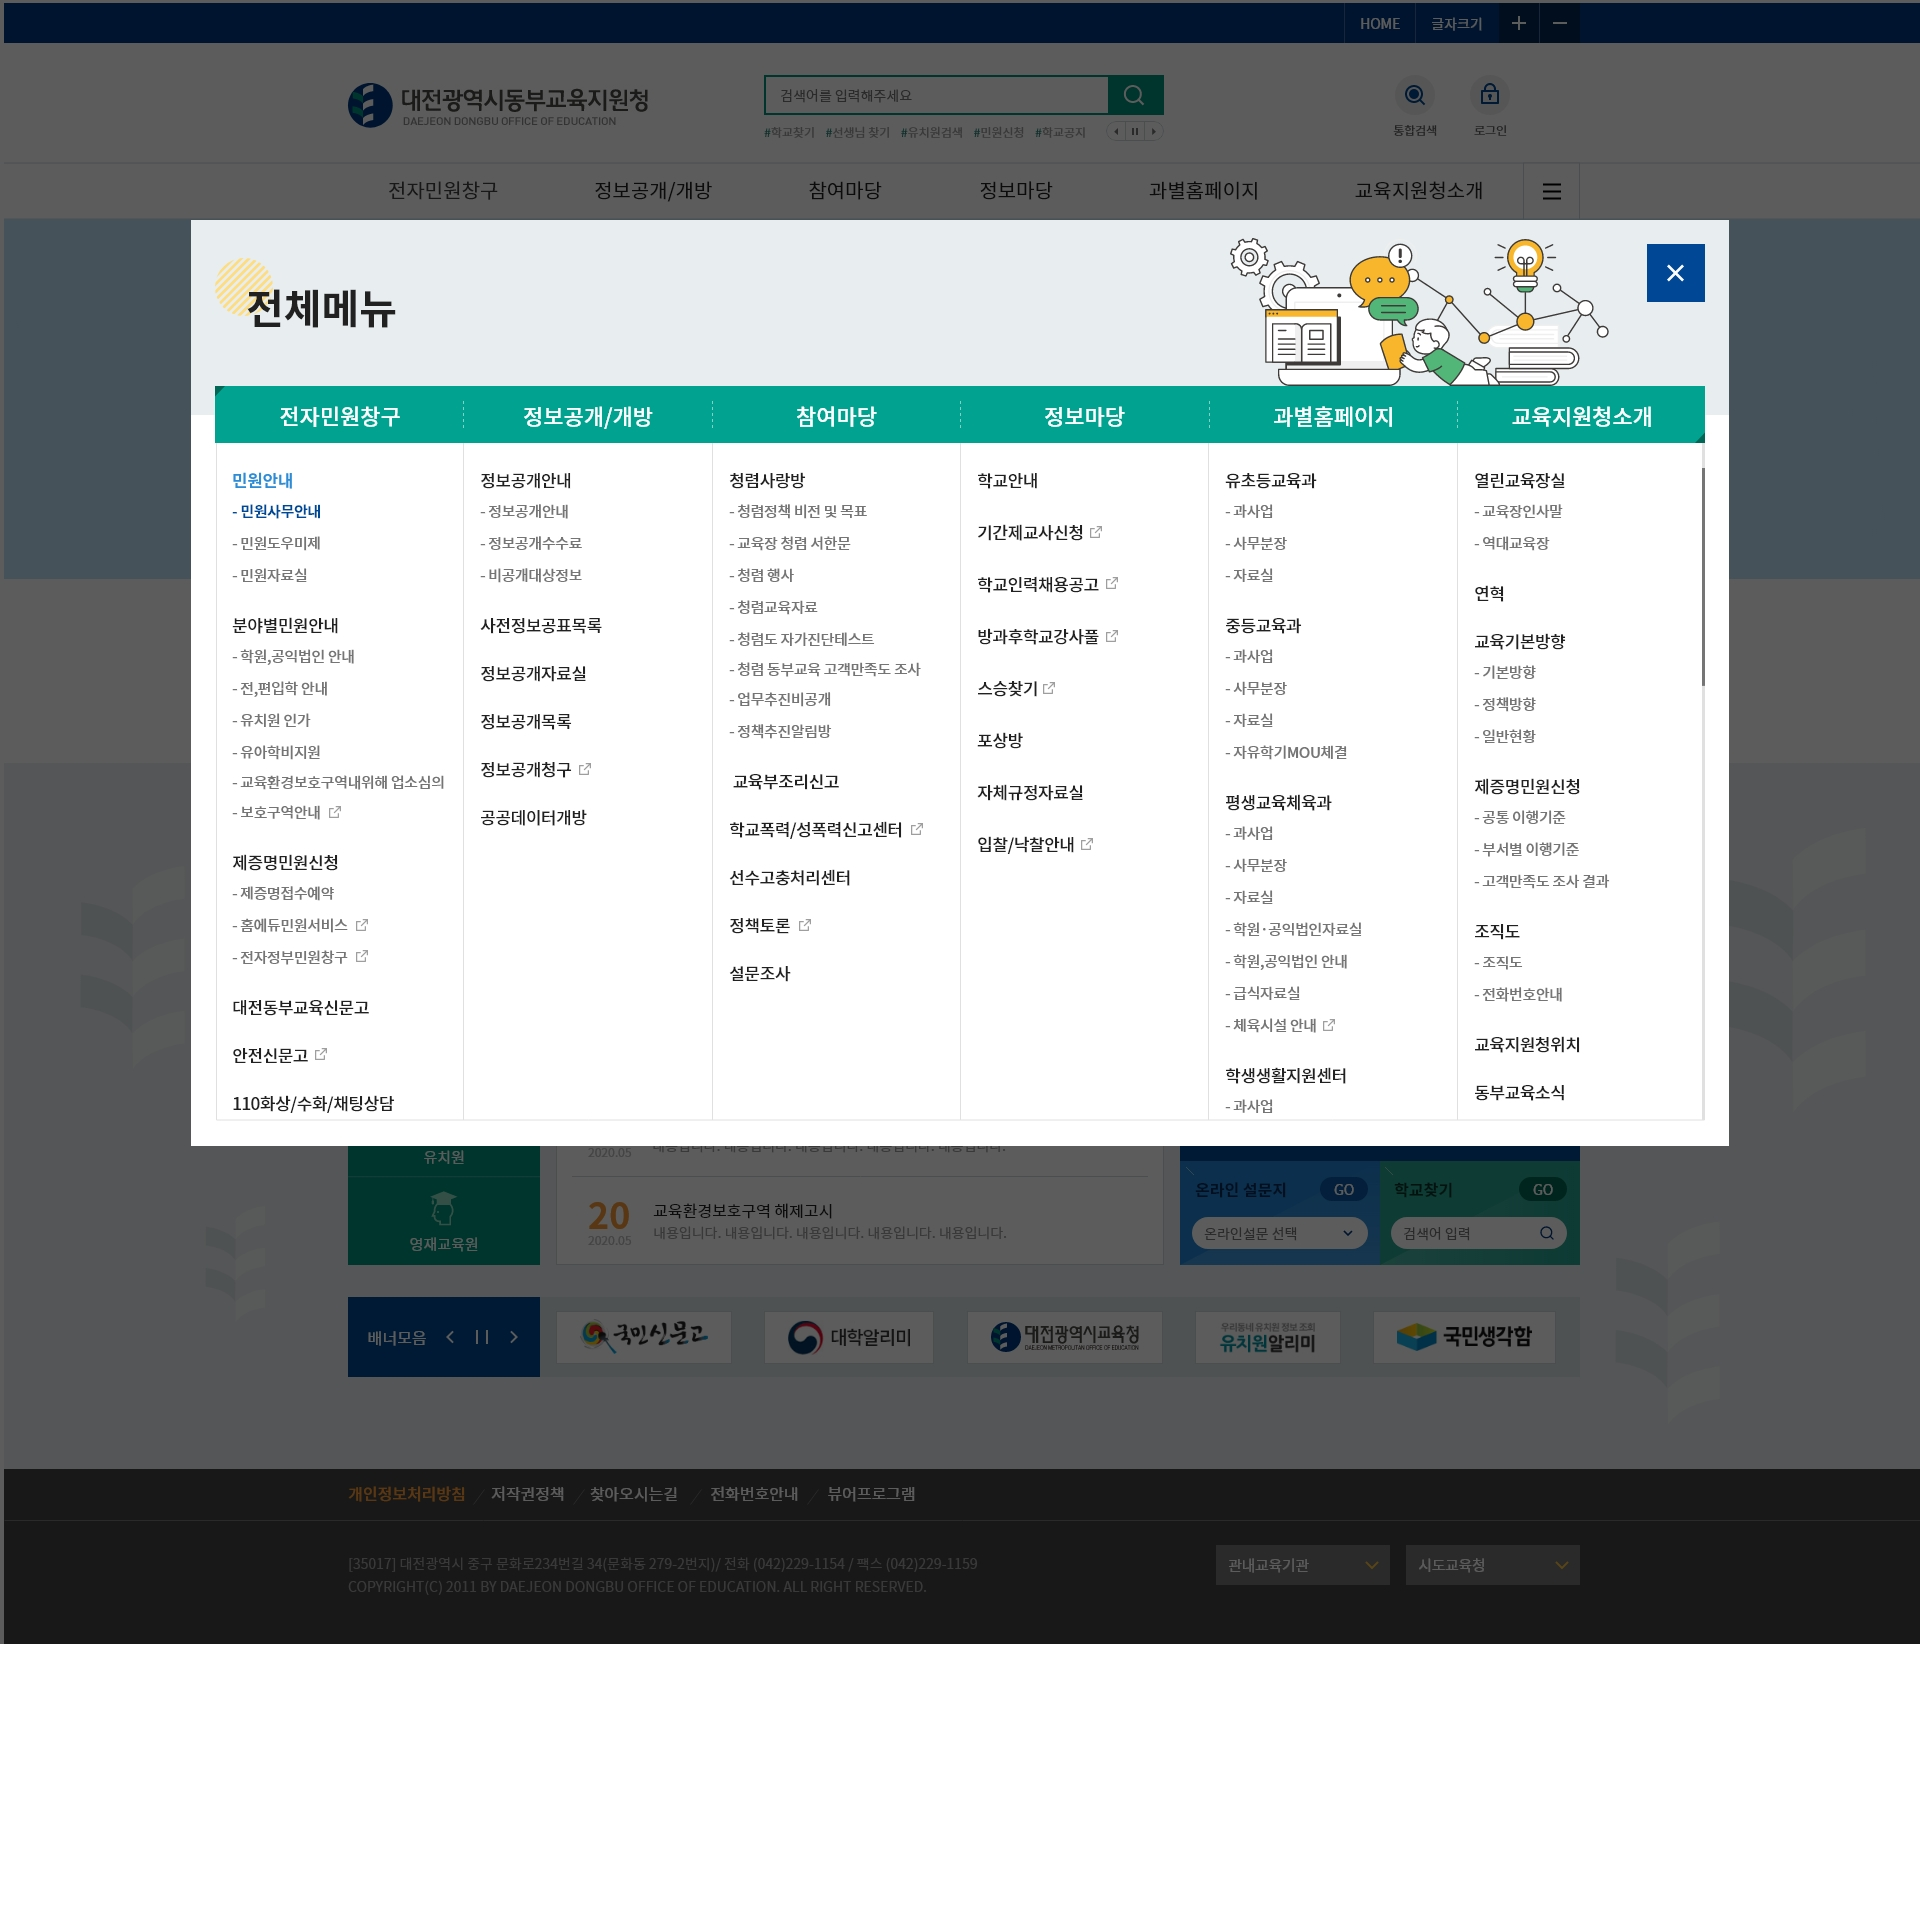 HOME 글자크기
대전광역시동부교육지원청
DAEJEON DONGBU OFFICE OF EDUCATION
검색어를 입력해주세요
#학교찾기 #선생님 찾기 #유치원검색 #민원신청 #학교공지
통합검색 로그인
전자민원창구 정보공개/개방 참여마당 정보마당 과별홈페이지 교육지원청소개
전체메뉴
전자민원창구 정보공개/개방 참여마당 정보마당 과별홈페이지 교육지원청소개
민원안내
- 민원사무안내
- 민원도우미제
- 민원자료실
분야별민원안내
- 학원,공익법인 안내
- 전,편입학 안내
- 유치원 인가
- 유아학비지원
- 교육환경보호구역내위해 업소심의
- 보호구역안내
제증명민원신청
- 제증명접수예약
- 홈에듀민원서비스
- 전자정부민원창구
대전동부교육신문고
안전신문고
110화상/수화/채팅상담
정보공개안내
- 정보공개안내
- 정보공개수수료
- 비공개대상정보
사전정보공표목록
정보공개자료실
정보공개목록
정보공개청구
공공데이터개방
청렴사랑방
- 청렴정책 비전 및 목표
- 교육장 청렴 서한문
- 청렴 행사
- 청렴교육자료
- 청렴도 자가진단테스트
- 청렴 동부교육 고객만족도 조사
- 업무추진비공개
- 정책추진알림방
교육부조리신고
학교폭력/성폭력신고센터
선수고충처리센터
정책토론
설문조사
학교안내
기간제교사신청
학교인력채용공고
방과후학교강사풀
스승찾기
포상방
자체규정자료실
입찰/낙찰안내
유초등교육과
- 과사업
- 사무분장
- 자료실
중등교육과
- 과사업
- 사무분장
- 자료실
- 자유학기MOU체결
평생교육체육과
- 과사업
- 사무분장
- 자료실
- 학원·공익법인자료실
- 학원,공익법인 안내
- 급식자료실
- 체육시설 안내
학생생활지원센터
- 과사업
열린교육장실
- 교육장인사말
- 역대교육장
연혁
교육기본방향
- 기본방향
- 정책방향
- 일반현황
제증명민원신청
- 공통 이행기준
- 부서별 이행기준
- 고객만족도 조사 결과
조직도
- 조직도
- 전화번호안내
교육지원청위치
동부교육소식
유치원
영재교육원
2020.05 내용입니다. 내용입니다. 내용입니다. 내용입니다. 내용입니다.
20 교육환경보호구역 해제고시
2020.05 내용입니다. 내용입니다. 내용입니다. 내용입니다. 내용입니다.
온라인 설문지 GO
온라인설문 선택
학교찾기 GO
검색어 입력
배너모음
국민신문고
대학알리미
대전광역시교육청
DAEJEON METROPOLITAN OFFICE OF EDUCATION
우리동네 유치원 정보 조회
유치원알리미
국민생각함
개인정보처리방침 / 저작권정책 / 찾아오시는길 / 전화번호안내 / 뷰어프로그램
[35017] 대전광역시 중구 문화로234번길 34(문화동 279-2번지)/ 전화 (042)229-1154 / 팩스 (042)229-1159
COPYRIGHT(C) 2011 BY DAEJEON DONGBU OFFICE OF EDUCATION. ALL RIGHT RESERVED.
관내교육기관 시도교육청